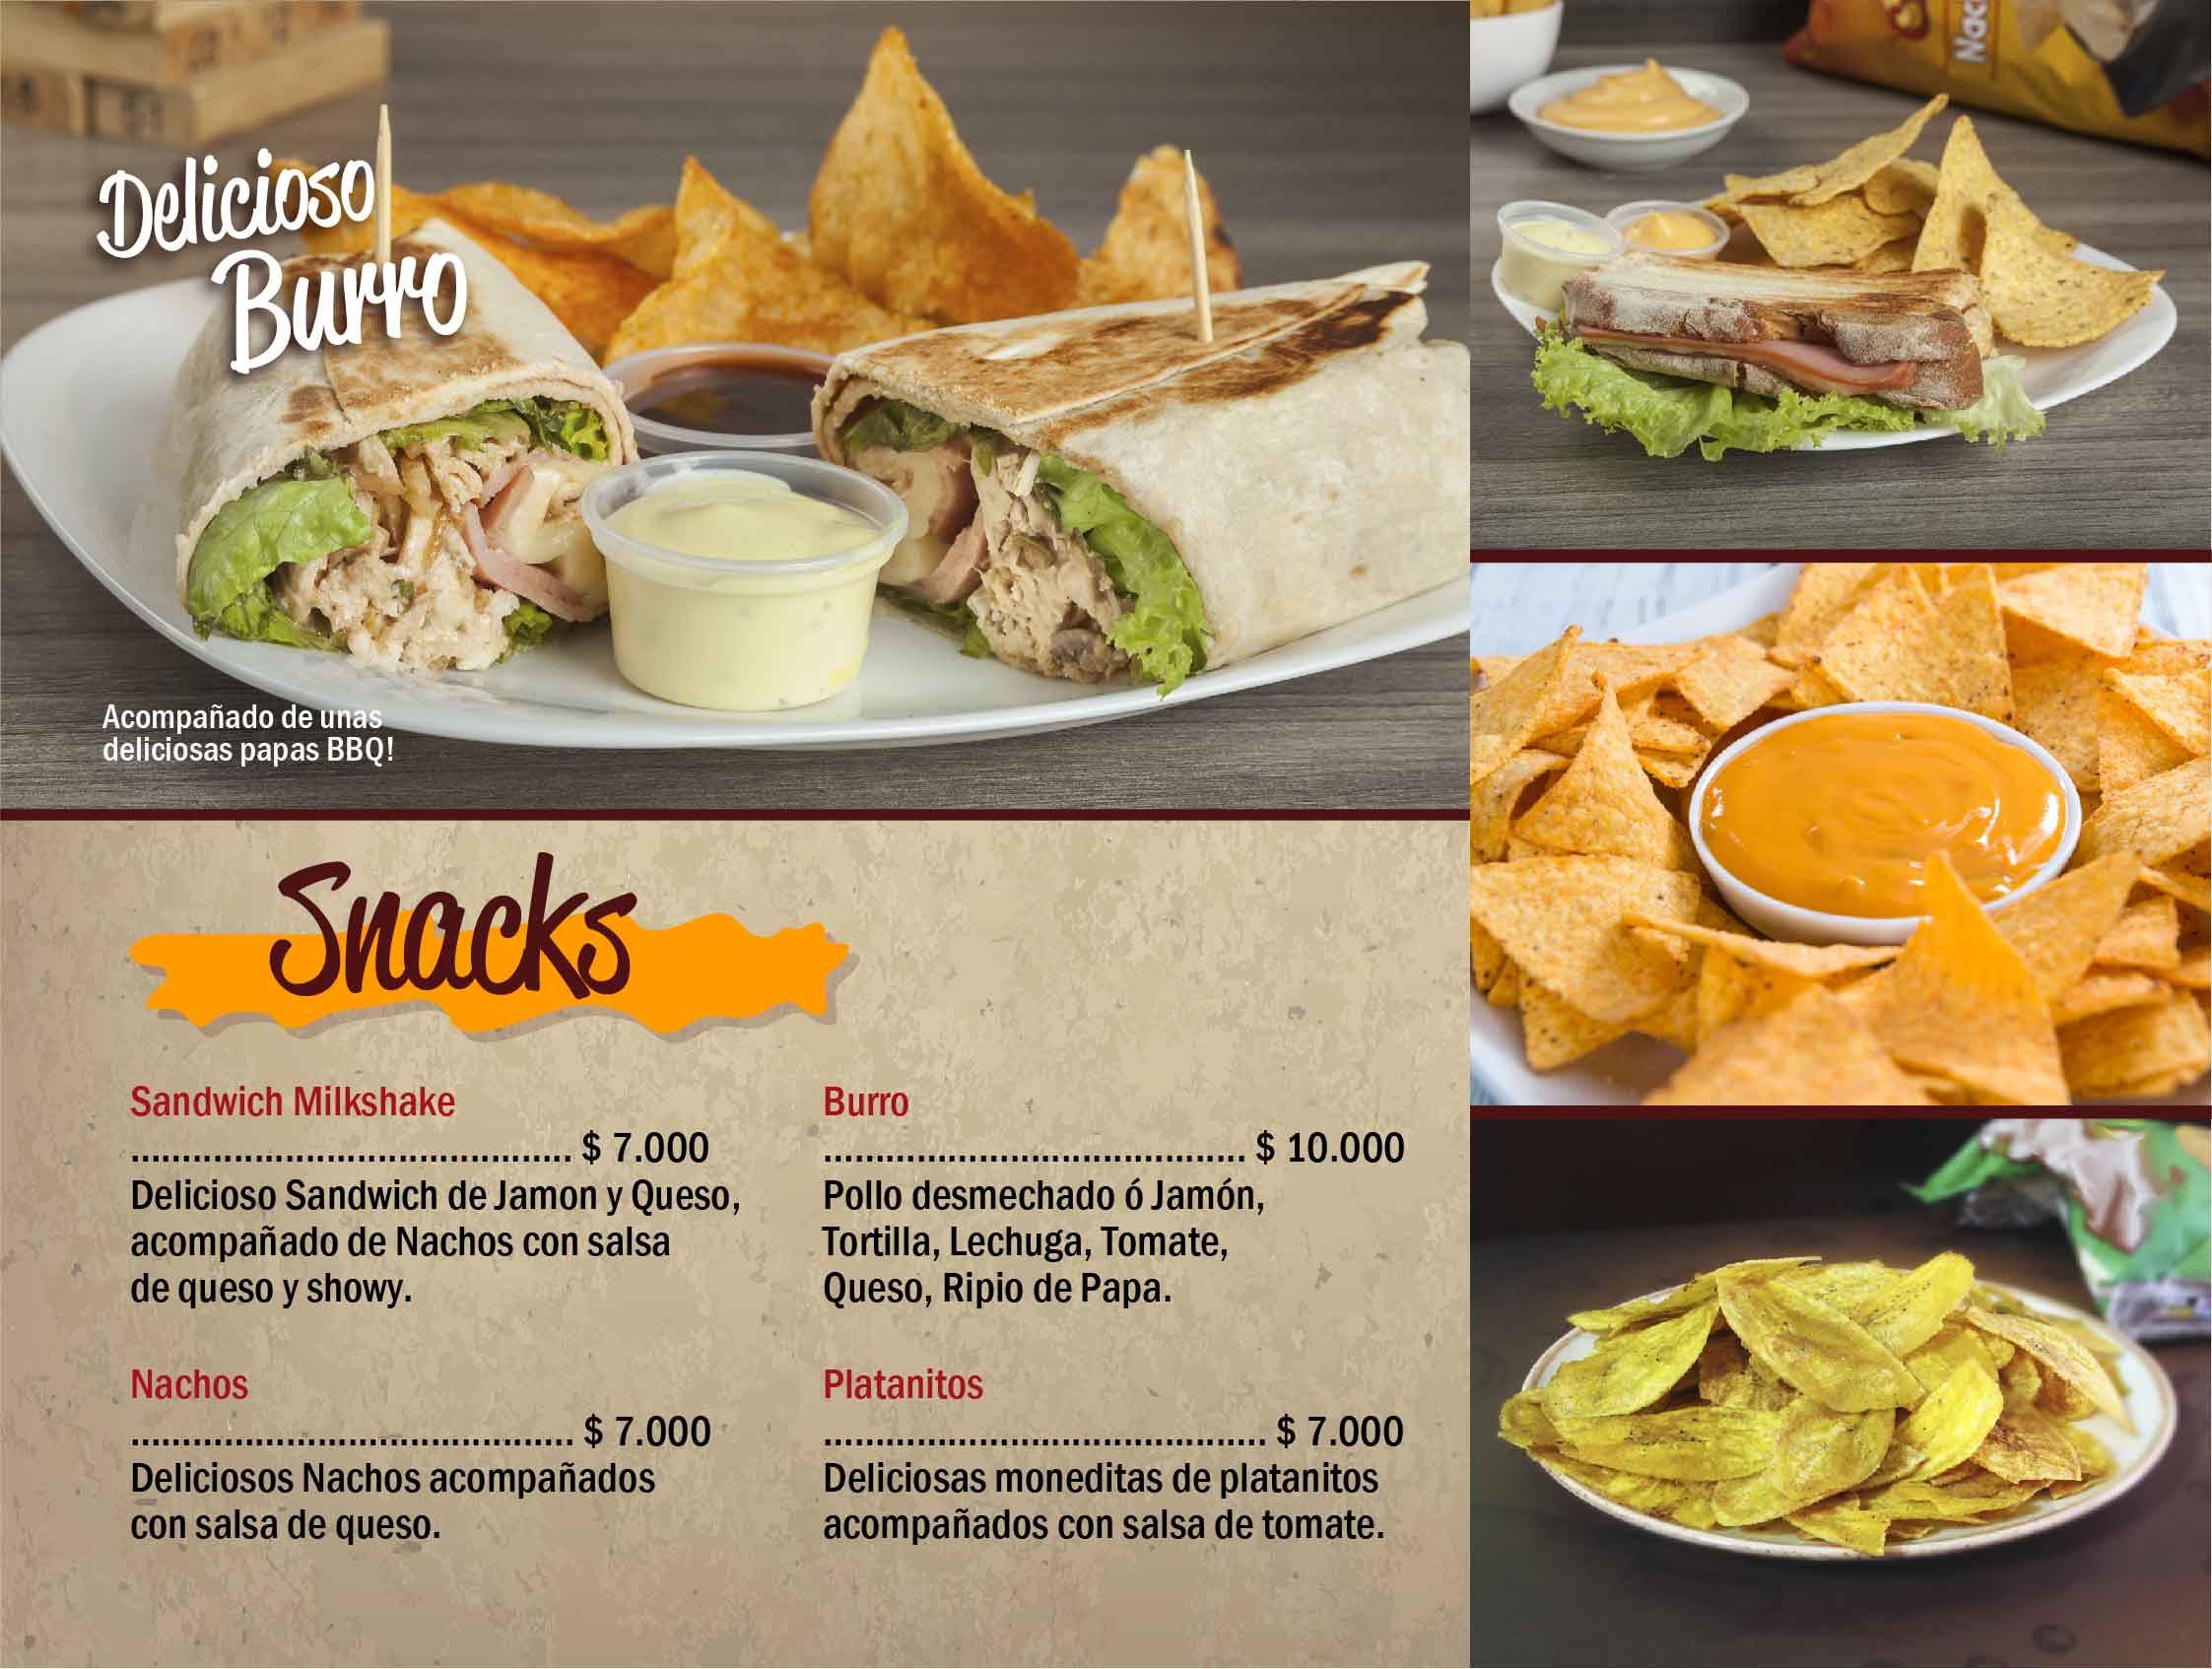 Delicioso
Burro
Nac
Acompañado de unas
deliciosas papas BBQ!
Snacks
Sandwich Milkshake
........................................... $ 7.000
Delicioso Sandwich de Jamon y Queso,
acompañado de Nachos con salsa
de queso y showy.
Nachos
........................................... $ 7.000
Deliciosos Nachos acompañados
con salsa de queso.
Burro
......................................... $ 10.000
Pollo desmechado ó Jamón,
Tortilla, Lechuga, Tomate,
Queso, Ripio de Papa.
Platanitos
........................................... $ 7.000
Deliciosas moneditas de platanitos
acompañados con salsa de tomate.